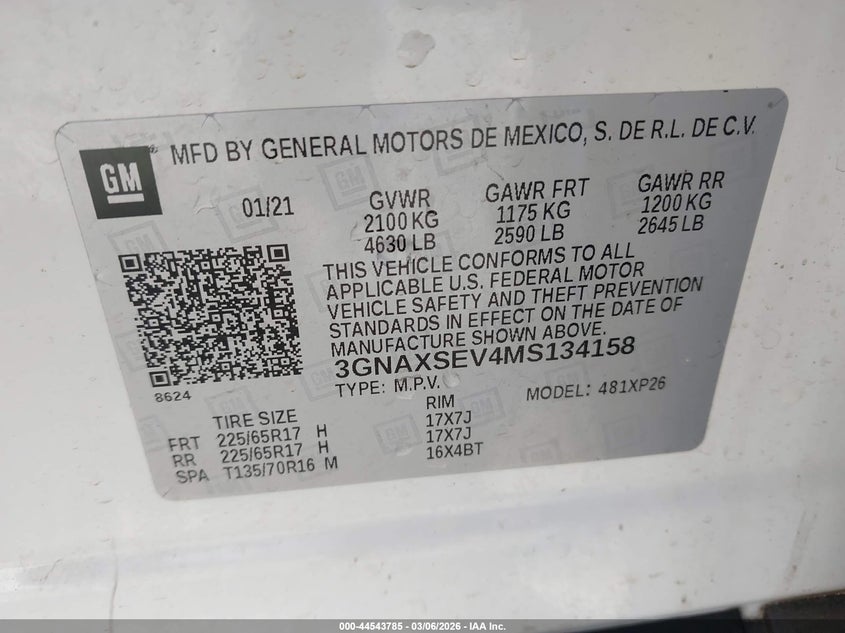 GM
MFD BY GENERAL MOTORS DE MEXICO, S. DE R.L. DE C.V.
01/21
GVWR
2100 KG
4630 LB
GAWR FRT
1175 KG
2590 LB
GAWR RR
1200 KG
2645 LB
THIS VEHICLE CONFORMS TO ALL
APPLICABLE U.S. FEDERAL MOTOR
VEHICLE SAFETY AND THEFT PREVENTION
STANDARDS IN EFFECT ON THE DATE OF
MANUFACTURE SHOWN ABOVE.
3GNAXSEV4MS134158
TYPE: M.P.V.
MODEL: 481XP26
8624
TIRE SIZE RIM
FRT 225/65R17 H 17X7J
RR 225/65R17 H 17X7J
SPA T135/70R16 M 16X4BT
000-44543785 - 03/06/2026 - IAA Inc.